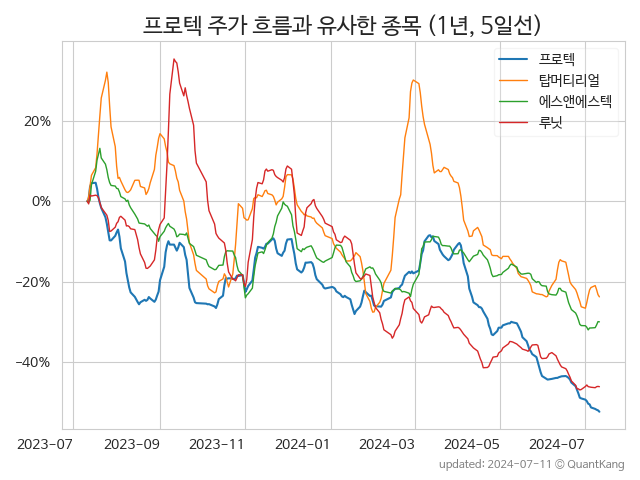 프로텍 주가 흐름과 유사한 종목 (1년, 5일선)
프로텍
탑머티리얼
에스앤에스텍
루닛
20%
0%
−20%
−40%
2023-07 2023-09 2023-11 2024-01 2024-03 2024-05 2024-07
updated: 2024-07-11 © QuantKang